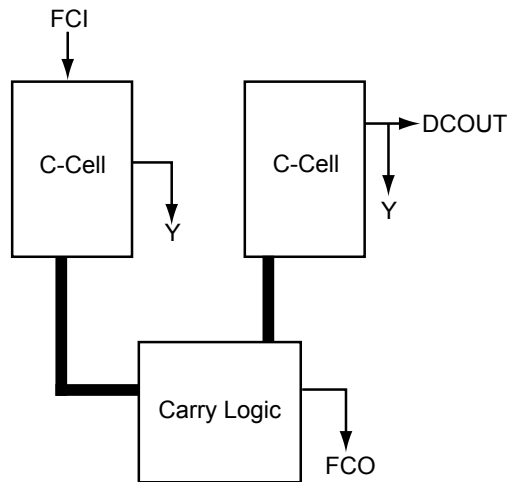 FCI
C-Cell
Y
C-Cell
DCOUT
Y
Carry Logic
FCO